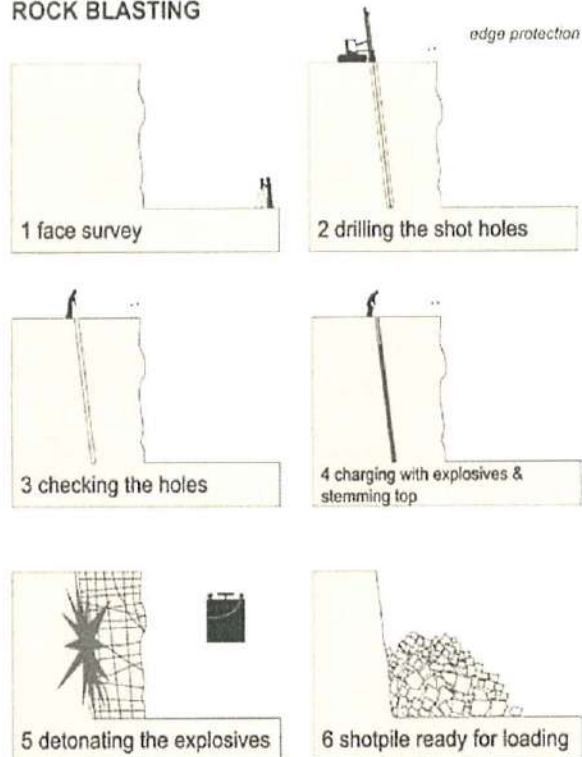 ROCK BLASTING
edge protection
1 face survey
2 drilling the shot holes
3 checking the holes
4 charging with explosives &
stemming top
5 detonating the explosives
6 shotpile ready for loading